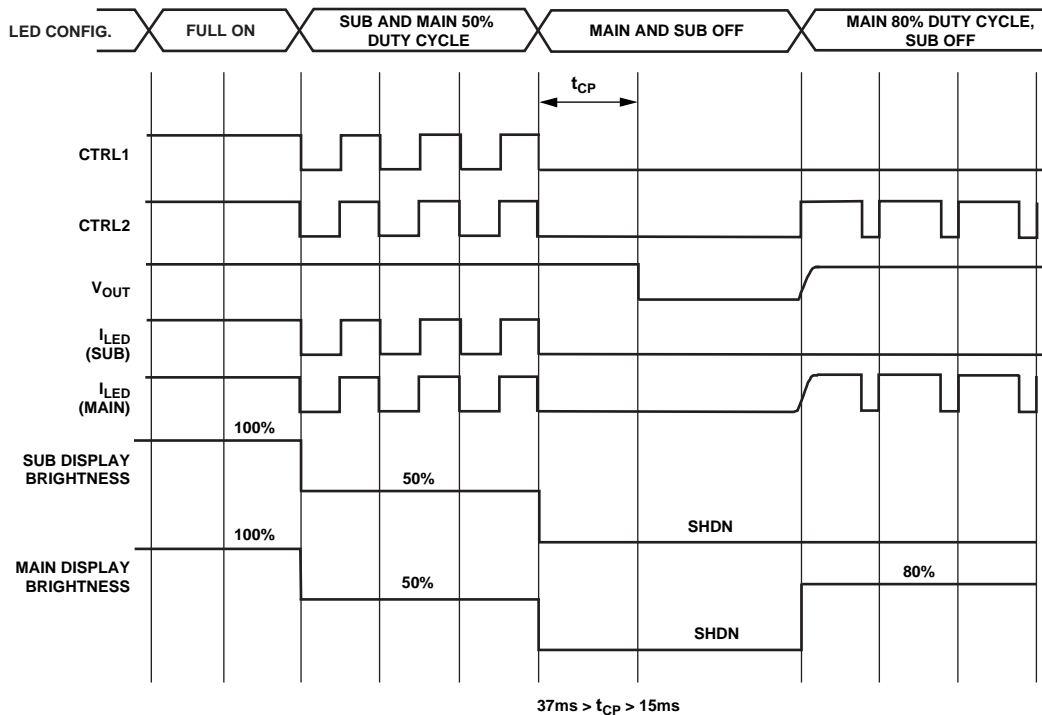 LED CONFIG.
FULL ON
SUB AND MAIN 50%
DUTY CYCLE
MAIN AND SUB OFF
MAIN 80% DUTY CYCLE,
SUB OFF
tCP
CTRL1
CTRL2
VOUT
ILED
(SUB)
ILED
(MAIN)
100%
SUB DISPLAY
BRIGHTNESS
50%
SHDN
100%
MAIN DISPLAY
BRIGHTNESS
50%
80%
SHDN
37ms > tCP > 15ms